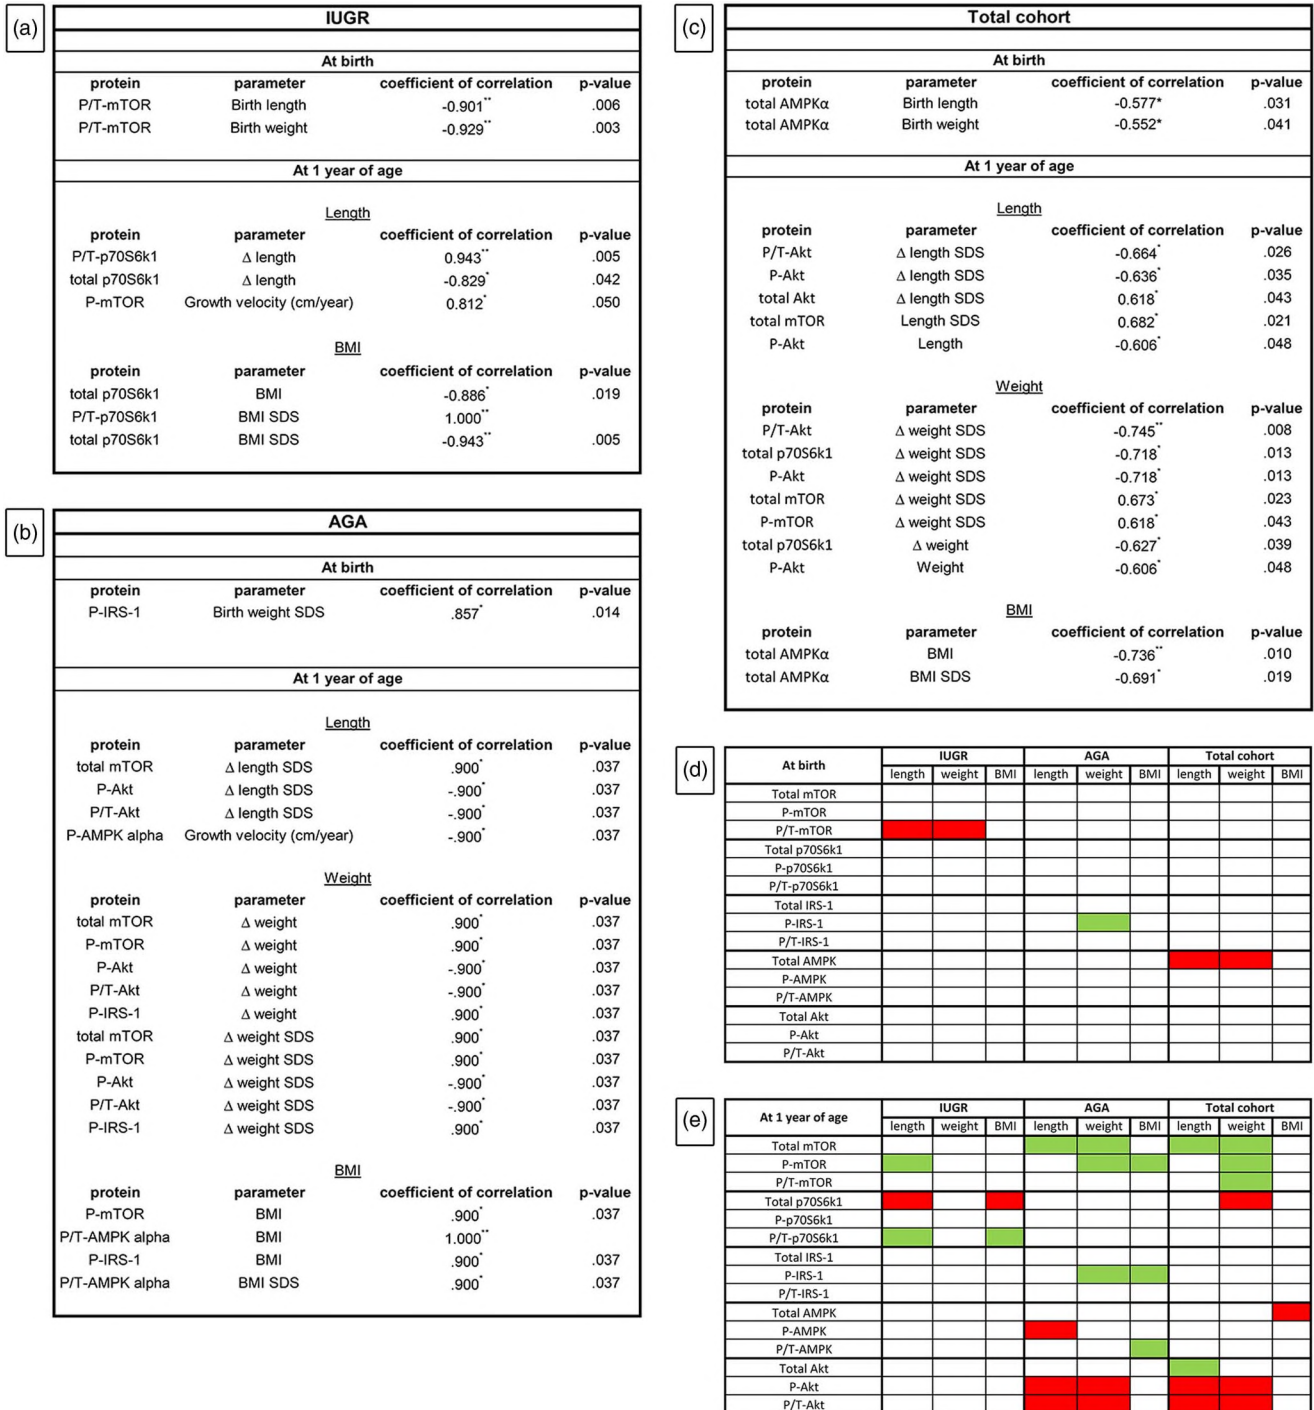 (a)
IUGR
At birth
protein parameter coefficient of correlation p-value
P/T-mTOR Birth length -0.901** .006
P/T-mTOR Birth weight -0.929** .003
At 1 year of age
Length
protein parameter coefficient of correlation p-value
P/T-p70S6k1 Δ length 0.943** .005
total p70S6k1 Δ length -0.829* .042
P-mTOR Growth velocity (cm/year) 0.812* .050
BMI
protein parameter coefficient of correlation p-value
total p70S6k1 BMI -0.886* .019
P/T-p70S6k1 BMI SDS 1.000**
total p70S6k1 BMI SDS -0.943** .005
(b)
AGA
At birth
protein parameter coefficient of correlation p-value
P-IRS-1 Birth weight SDS .857* .014
At 1 year of age
Length
protein parameter coefficient of correlation p-value
total mTOR Δ length SDS .900* .037
P-Akt Δ length SDS -.900* .037
P/T-Akt Δ length SDS -.900* .037
P-AMPK alpha Growth velocity (cm/year) -.900* .037
Weight
protein parameter coefficient of correlation p-value
total mTOR Δ weight .900* .037
P-mTOR Δ weight .900* .037
P-Akt Δ weight -.900* .037
P/T-Akt Δ weight -.900* .037
P-IRS-1 Δ weight .900* .037
total mTOR Δ weight SDS .900* .037
P-mTOR Δ weight SDS .900* .037
P-Akt Δ weight SDS -.900* .037
P/T-Akt Δ weight SDS -.900* .037
P-IRS-1 Δ weight SDS .900* .037
BMI
protein parameter coefficient of correlation p-value
P-mTOR BMI .900* .037
P/T-AMPK alpha BMI 1.000**
P-IRS-1 BMI .900* .037
P/T-AMPK alpha BMI SDS .900* .037
(c)
Total cohort
At birth
protein parameter coefficient of correlation p-value
total AMPKα Birth length -0.577* .031
total AMPKα Birth weight -0.552* .041
At 1 year of age
Length
protein parameter coefficient of correlation p-value
P/T-Akt Δ length SDS -0.664* .026
P-Akt Δ length SDS -0.636* .035
total Akt Δ length SDS 0.618* .043
total mTOR Length SDS 0.682* .021
P-Akt Length -0.606* .048
Weight
protein parameter coefficient of correlation p-value
P/T-Akt Δ weight SDS -0.745** .008
total p70S6k1 Δ weight SDS -0.718* .013
P-Akt Δ weight SDS -0.718* .013
total mTOR Δ weight SDS 0.673* .023
P-mTOR Δ weight SDS 0.618* .043
total p70S6k1 Δ weight -0.627* .039
P-Akt Weight -0.606* .048
BMI
protein parameter coefficient of correlation p-value
total AMPKα BMI -0.736** .010
total AMPKα BMI SDS -0.691* .019
(d)
At birth IUGR AGA Total cohort
length weight BMI length weight BMI length weight BMI
Total mTOR
P-mTOR
P/T-mTOR
Total p70S6k1
P-p70S6k1
P/T-p70S6k1
Total IRS-1
P-IRS-1
P/T-IRS-1
Total AMPK
P-AMPK
P/T-AMPK
Total Akt
P-Akt
P/T-Akt
(e)
At 1 year of age IUGR AGA Total cohort
length weight BMI length weight BMI length weight BMI
Total mTOR
P-mTOR
P/T-mTOR
Total p70S6k1
P-p70S6k1
P/T-p70S6k1
Total IRS-1
P-IRS-1
P/T-IRS-1
Total AMPK
P-AMPK
P/T-AMPK
Total Akt
P-Akt
P/T-Akt